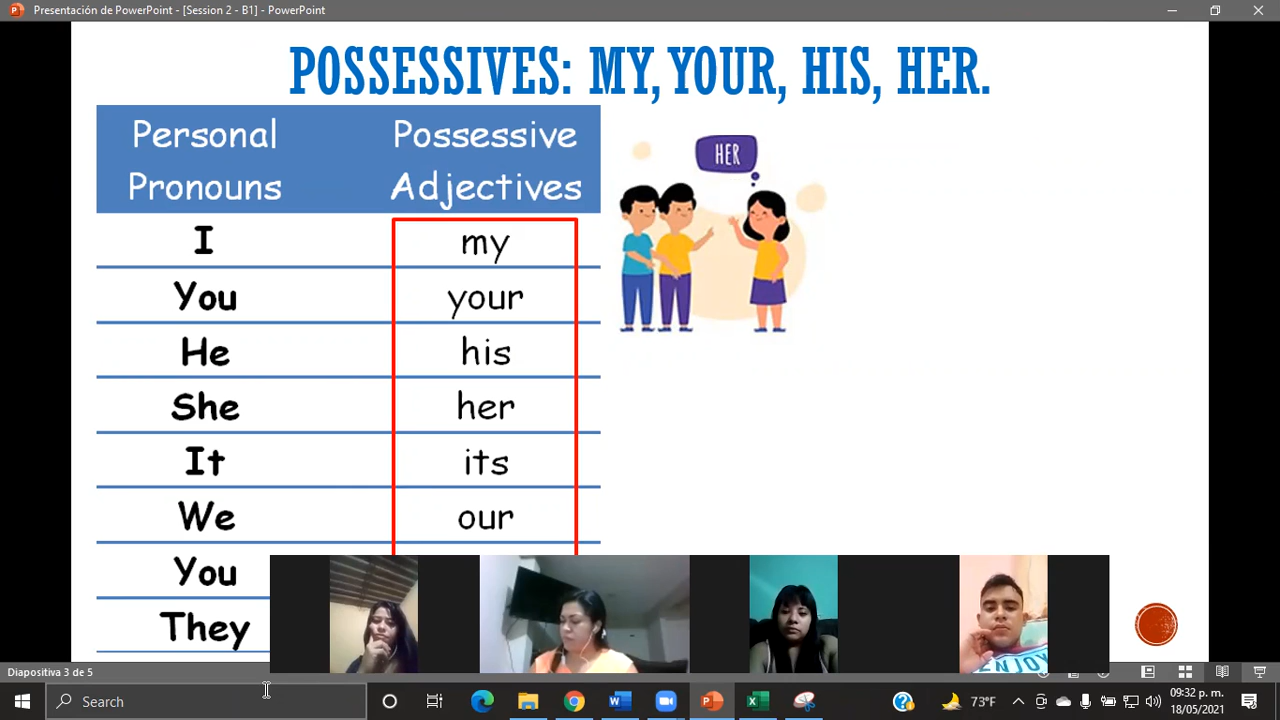 Presentación de PowerPoint - [Session 2 - B1] - PowerPoint
POSSESSIVES: MY, YOUR, HIS, HER.
Personal Pronouns
Possessive Adjectives
HER
I my
You your
He his
She her
It its
We our
You
They
ENJOY
Diapositiva 3 de 5
Search
73°F
09:32 p. m.
18/05/2021